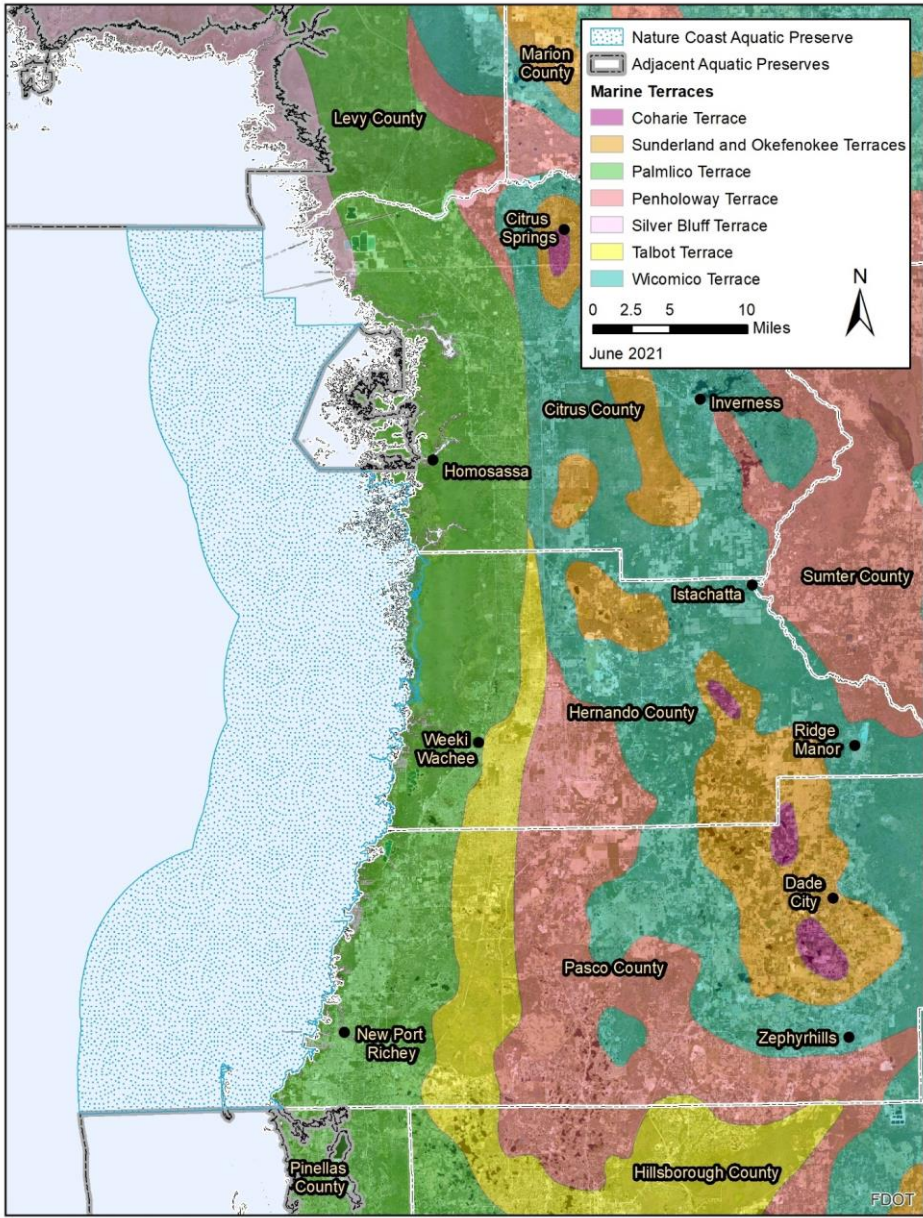 Nature Coast Aquatic Preserve
Adjacent Aquatic Preserves
Marine Terraces
Coharie Terrace
Sunderland and Okefenokee Terraces
Palmlico Terrace
Penholoway Terrace
Silver Bluff Terrace
Talbot Terrace
Wicomico Terrace
N
0 2.5 5 10
Miles
June 2021
Marion
County
Levy County
Citrus
Springs
Citrus County
Inverness
Homosassa
Istachatta
Sumter County
Hernando County
Ridge
Manor
Weeki
Wachee
Dade
City
Pasco County
New Port
Richey
Zephyrhills
Pinellas
County
Hillsborough County
FDOT